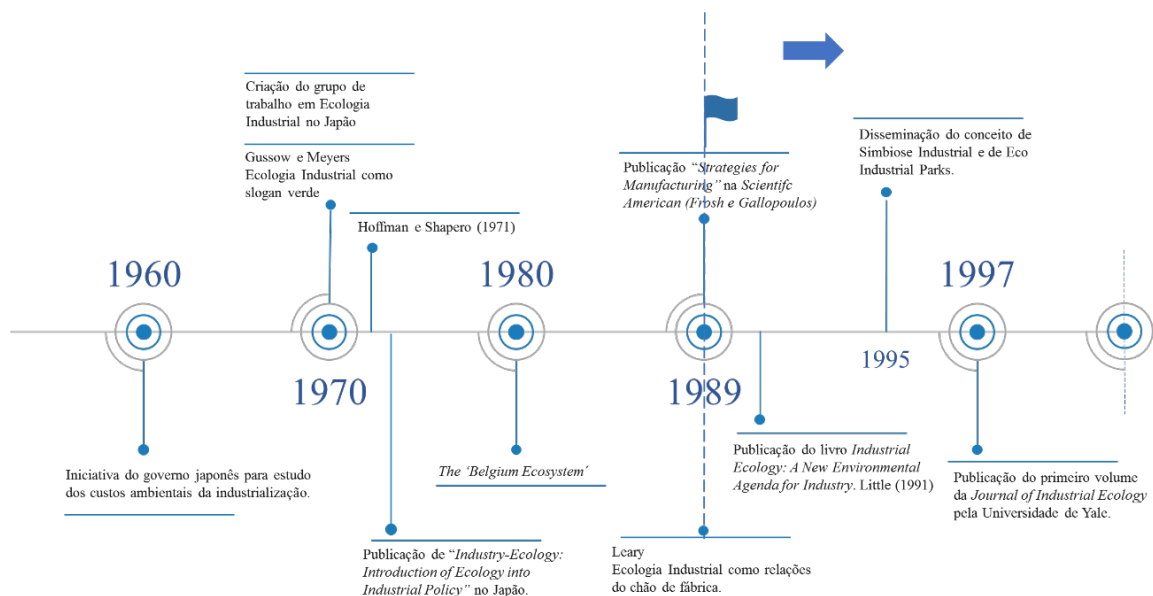 Criação do grupo de
trabalho em Ecologia
Industrial no Japão
Gussow e Meyers
Ecologia Industrial como
slogan verde
Hoffman e Shapero (1971)
Publicação “Strategies for
Manufacturing” na Scientifc
American (Frosh e Gallopoulos)
Disseminação do conceito de
Simbiose Industrial e de Eco
Industrial Parks.
1960
1980
1997
1970
1989
1995
Iniciativa do governo japonês para estudo
dos custos ambientais da industrialização.
The ‘Belgium Ecosystem’
Publicação do livro Industrial
Ecology: A New Environmental
Agenda for Industry. Little (1991)
Publicação do primeiro volume
da Journal of Industrial Ecology
pela Universidade de Yale.
Publicação de “Industry-Ecology:
Introduction of Ecology into
Industrial Policy” no Japão.
Leary
Ecologia Industrial como relações
do chão de fábrica.